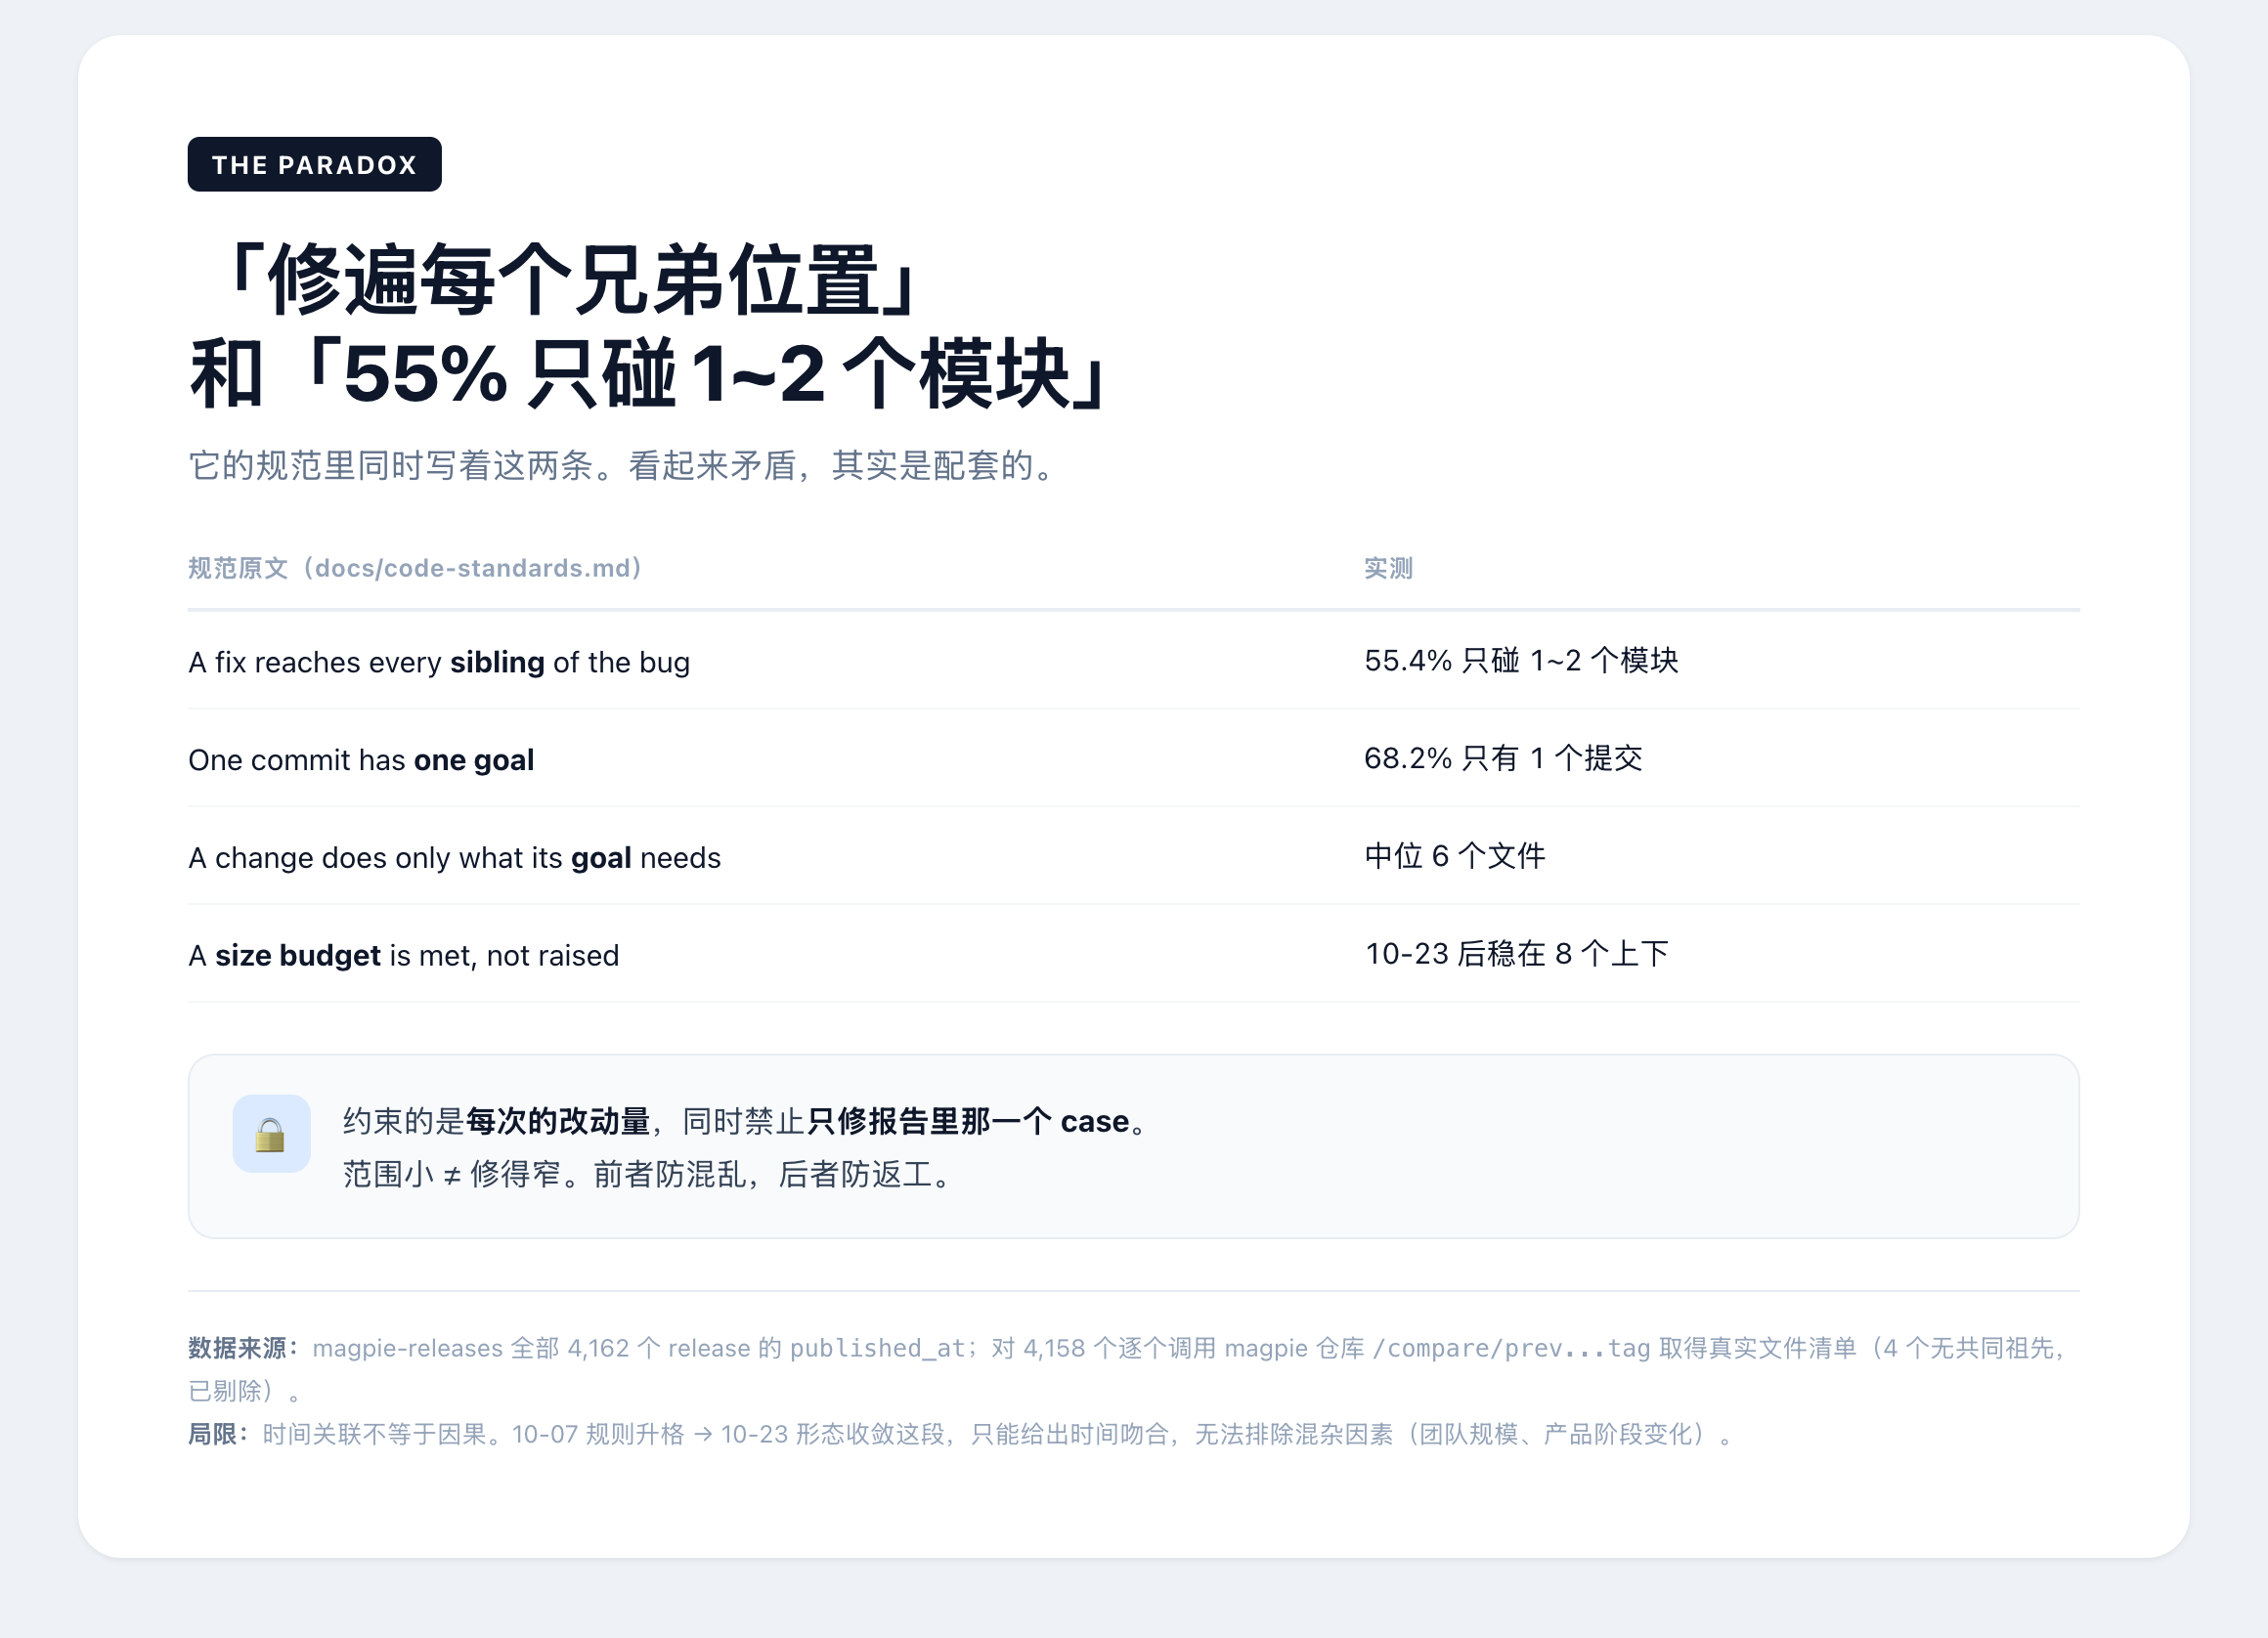 THE PARADOX
「修遍每个兄弟位置」
和「55% 只碰 1~2 个模块」
它的规范里同时写着这两条。看起来矛盾，其实是配套的。
规范原文（docs/code-standards.md） 实测
A fix reaches every sibling of the bug 55.4% 只碰 1~2 个模块
One commit has one goal 68.2% 只有 1 个提交
A change does only what its goal needs 中位 6 个文件
A size budget is met, not raised 10-23 后稳在 8 个上下
约束的是每次的改动量，同时禁止只修报告里那一个 case。
范围小 ≠ 修得窄。前者防混乱，后者防返工。
数据来源：magpie-releases 全部 4,162 个 release 的 published_at；对 4,158 个逐个调用 magpie 仓库 /compare/prev...tag 取得真实文件清单（4 个无共同祖先，
已剔除）。
局限：时间关联不等于因果。10-07 规则升格 → 10-23 形态收敛这段，只能给出时间吻合，无法排除混杂因素（团队规模、产品阶段变化）。